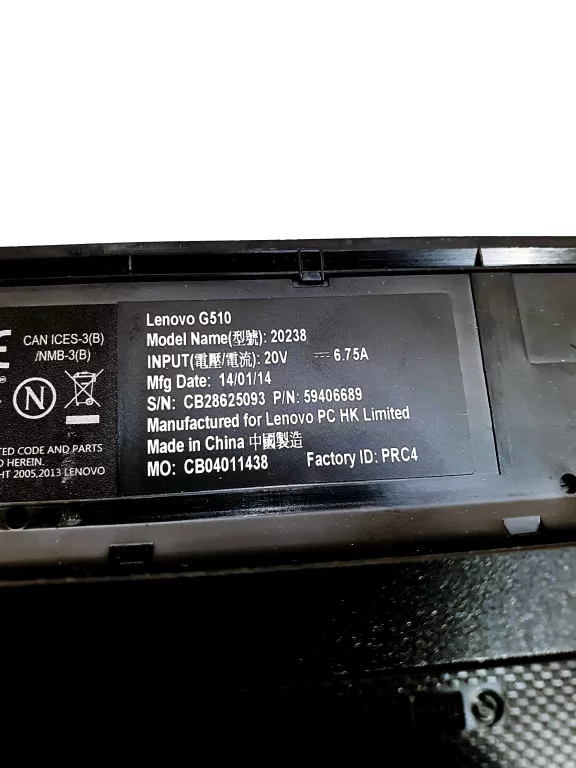 Lenovo G510
Model Name(型號): 20238
INPUT(電壓/電流): 20V ⎓ 6.75A
Mfg Date: 14/01/14
S/N: CB28625093 P/N: 59406689
Manufactured for Lenovo PC HK Limited
Made in China 中國製造
MO: CB04011438 Factory ID: PRC4
CAN ICES-3(B)
/NMB-3(B)
N
TED CODE AND PARTS
HEREIN.
HT 2005,2013 LENOVO